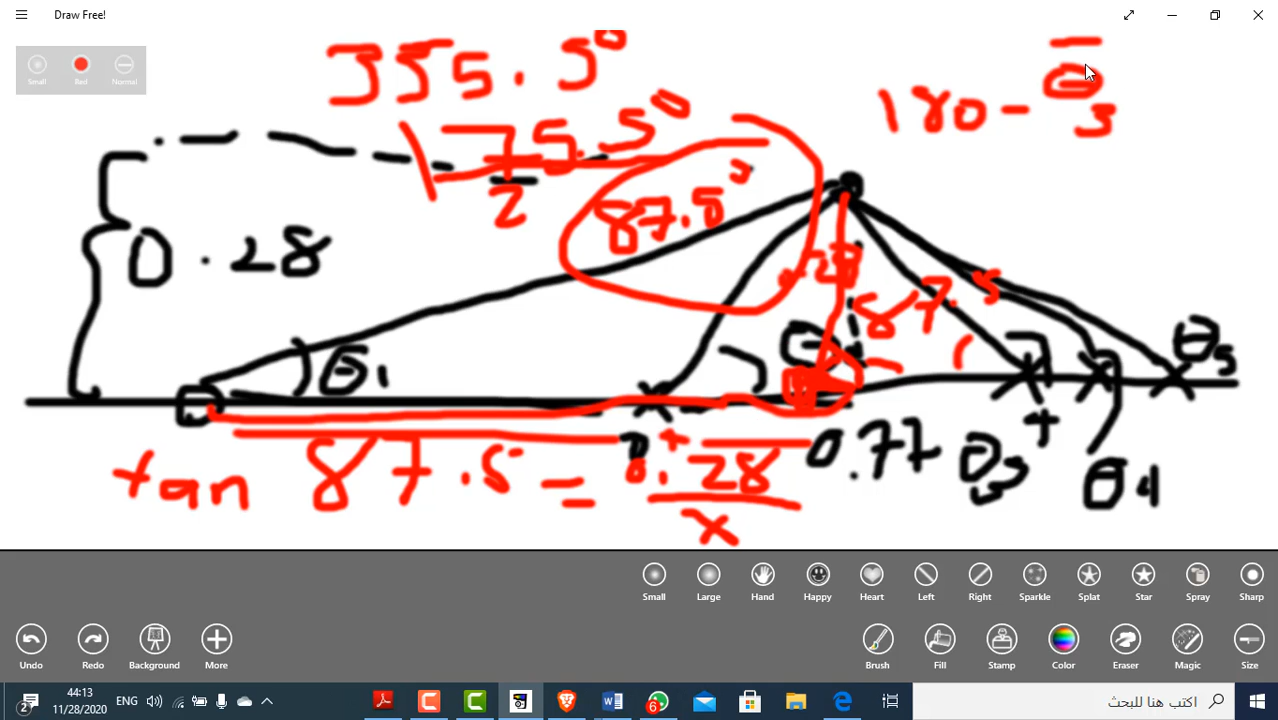 Draw Free!
Small Red Normal
355.5°
175.5°
2
180 - θ3
87.5°
0.28
.28
87.5
θ1
θ5
0.77 θ3
θ4
tan 87.5 = 0.28
x
Small Large Hand Happy Heart Left Right Sparkle Splat Star Spray Sharp
Undo Redo Background More Brush Fill Stamp Color Eraser Magic Size
2 44:13 11/28/2020 ENG 6 اكتب هنا للبحث